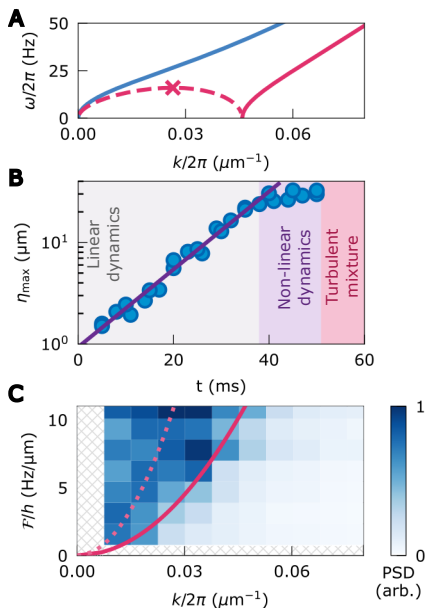 A
50
25
0
ω/2π (Hz)
0.00
0.03
0.06
k/2π (μm⁻¹)
B
10¹
10⁰
ηmax (μm)
Linear
dynamics
Non-linear
dynamics
Turbulent
mixture
0
20
40
60
t (ms)
C
10
5
0
ℱ/h (Hz/μm)
0.00
0.03
0.06
k/2π (μm⁻¹)
1
0
PSD
(arb.)